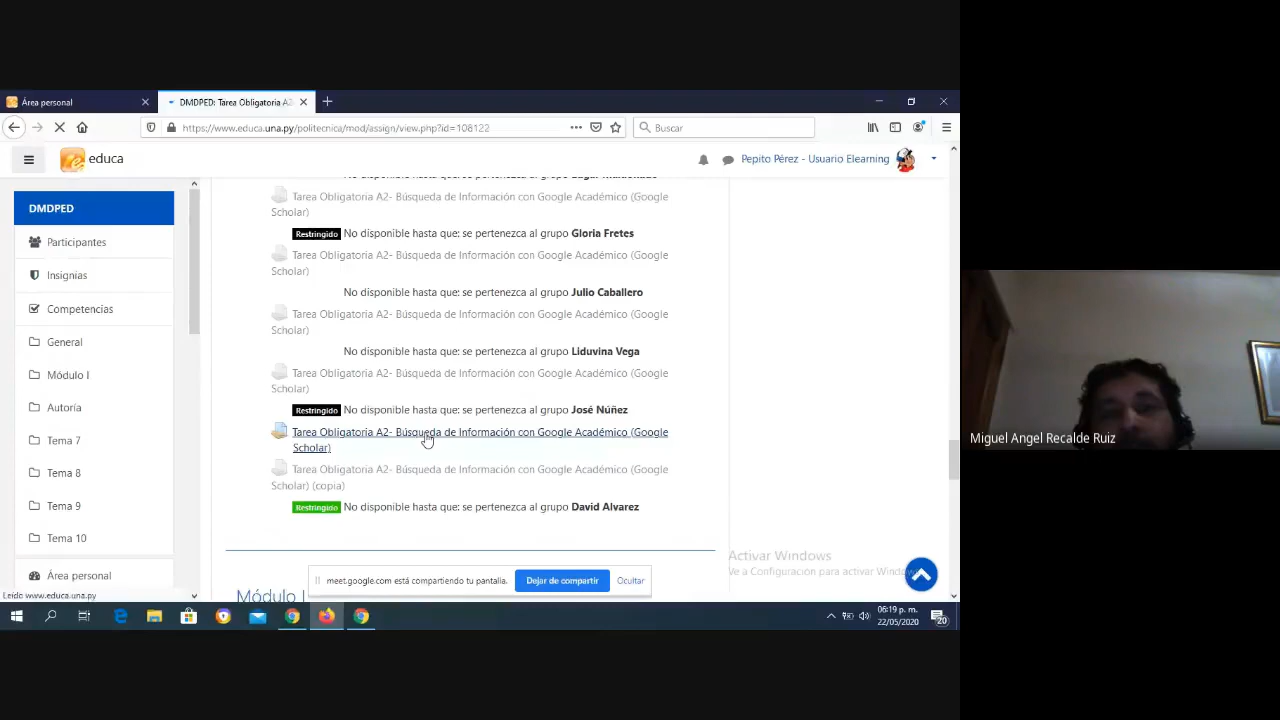 Área personal
DMDPED: Tarea Obligatoria A2-
https://www.educa.una.py/politecnica/mod/assign/view.php?id=108122
Buscar
educa
Pepito Pérez - Usuario Elearning
DMDPED
Participantes
Insignias
Competencias
General
Módulo I
Autoría
Tema 7
Tema 8
Tema 9
Tema 10
Área personal
Tarea Obligatoria A2- Búsqueda de Información con Google Académico (Google
Scholar)
Restringido No disponible hasta que: se pertenezca al grupo Gloria Fretes
Tarea Obligatoria A2- Búsqueda de Información con Google Académico (Google
Scholar)
No disponible hasta que: se pertenezca al grupo Julio Caballero
Tarea Obligatoria A2- Búsqueda de Información con Google Académico (Google
Scholar)
No disponible hasta que: se pertenezca al grupo Liduvina Vega
Tarea Obligatoria A2- Búsqueda de Información con Google Académico (Google
Scholar)
Restringido No disponible hasta que: se pertenezca al grupo José Núñez
Tarea Obligatoria A2- Búsqueda de Información con Google Académico (Google
Scholar)
Tarea Obligatoria A2- Búsqueda de Información con Google Académico (Google
Scholar) (copia)
Restringido No disponible hasta que: se pertenezca al grupo David Alvarez
Módulo I
Activar Windows
Ve a Configuración para activar Windows
meet.google.com está compartiendo tu pantalla.
Dejar de compartir
Ocultar
Leído www.educa.una.py
06:19 p. m.
22/05/2020
20
Miguel Angel Recalde Ruiz